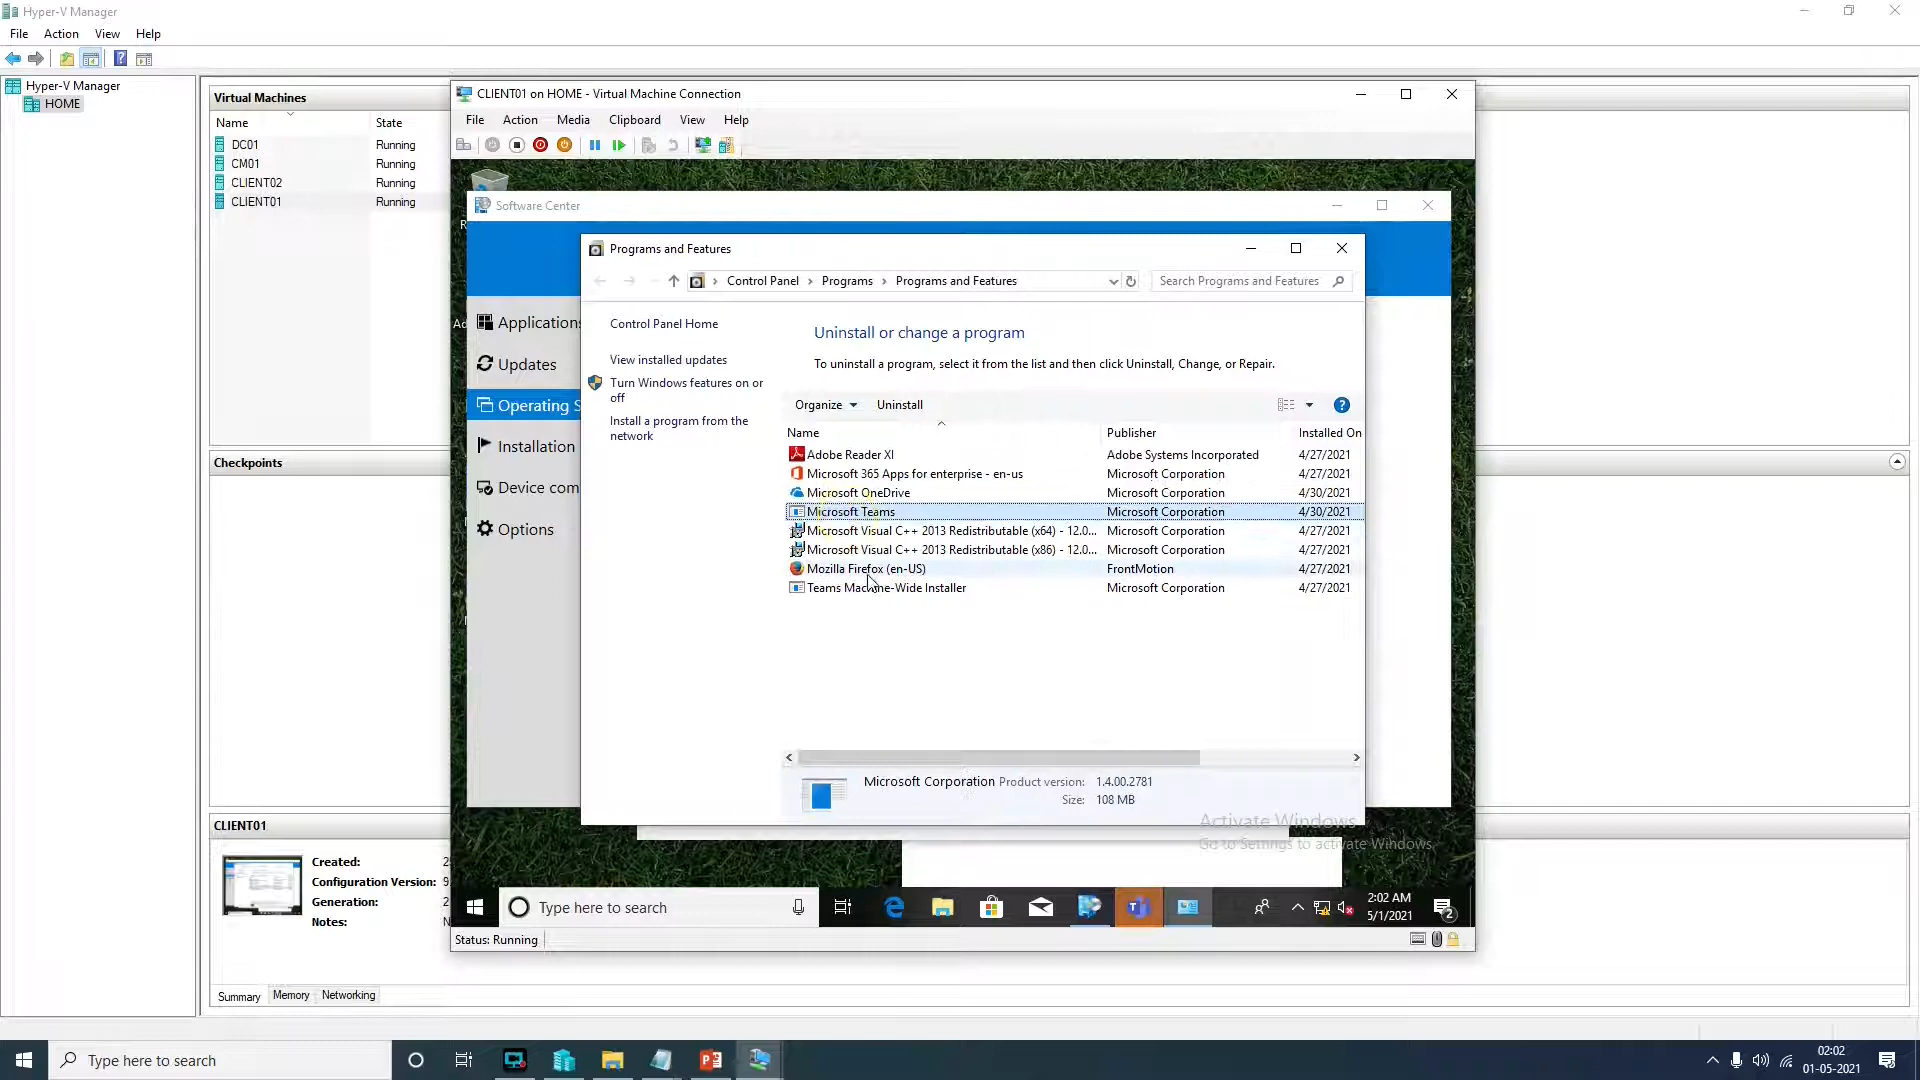 Hyper-V Manager
File Action View Help
Hyper-V Manager
HOME
Virtual Machines
Name State
DC01 Running
CM01 Running
CLIENT02 Running
CLIENT01 Running
Checkpoints
CLIENT01
Created:
Configuration Version:
Generation:
Notes:
Summary Memory Networking
CLIENT01 on HOME - Virtual Machine Connection
File Action Media Clipboard View Help
Software Center
Applications
Updates
Operating S
Installation
Device com
Options
Programs and Features
Control Panel Programs Programs and Features
Search Programs and Features
Control Panel Home
View installed updates
Turn Windows features on or
off
Install a program from the
network
Uninstall or change a program
To uninstall a program, select it from the list and then click Uninstall, Change, or Repair.
Organize Uninstall
Name Publisher Installed On
Adobe Reader XI Adobe Systems Incorporated 4/27/2021
Microsoft 365 Apps for enterprise - en-us Microsoft Corporation 4/27/2021
Microsoft OneDrive Microsoft Corporation 4/30/2021
Microsoft Teams Microsoft Corporation 4/30/2021
Microsoft Visual C++ 2013 Redistributable (x64) - 12.0... Microsoft Corporation 4/27/2021
Microsoft Visual C++ 2013 Redistributable (x86) - 12.0... Microsoft Corporation 4/27/2021
Mozilla Firefox (en-US) FrontMotion 4/27/2021
Teams Machine-Wide Installer Microsoft Corporation 4/27/2021
Microsoft Corporation Product version: 1.4.00.2781
Size: 108 MB
Activate Windows
Go to Settings to activate Windows.
Type here to search
2:02 AM
5/1/2021
2
Status: Running
Type here to search
02:02
01-05-2021